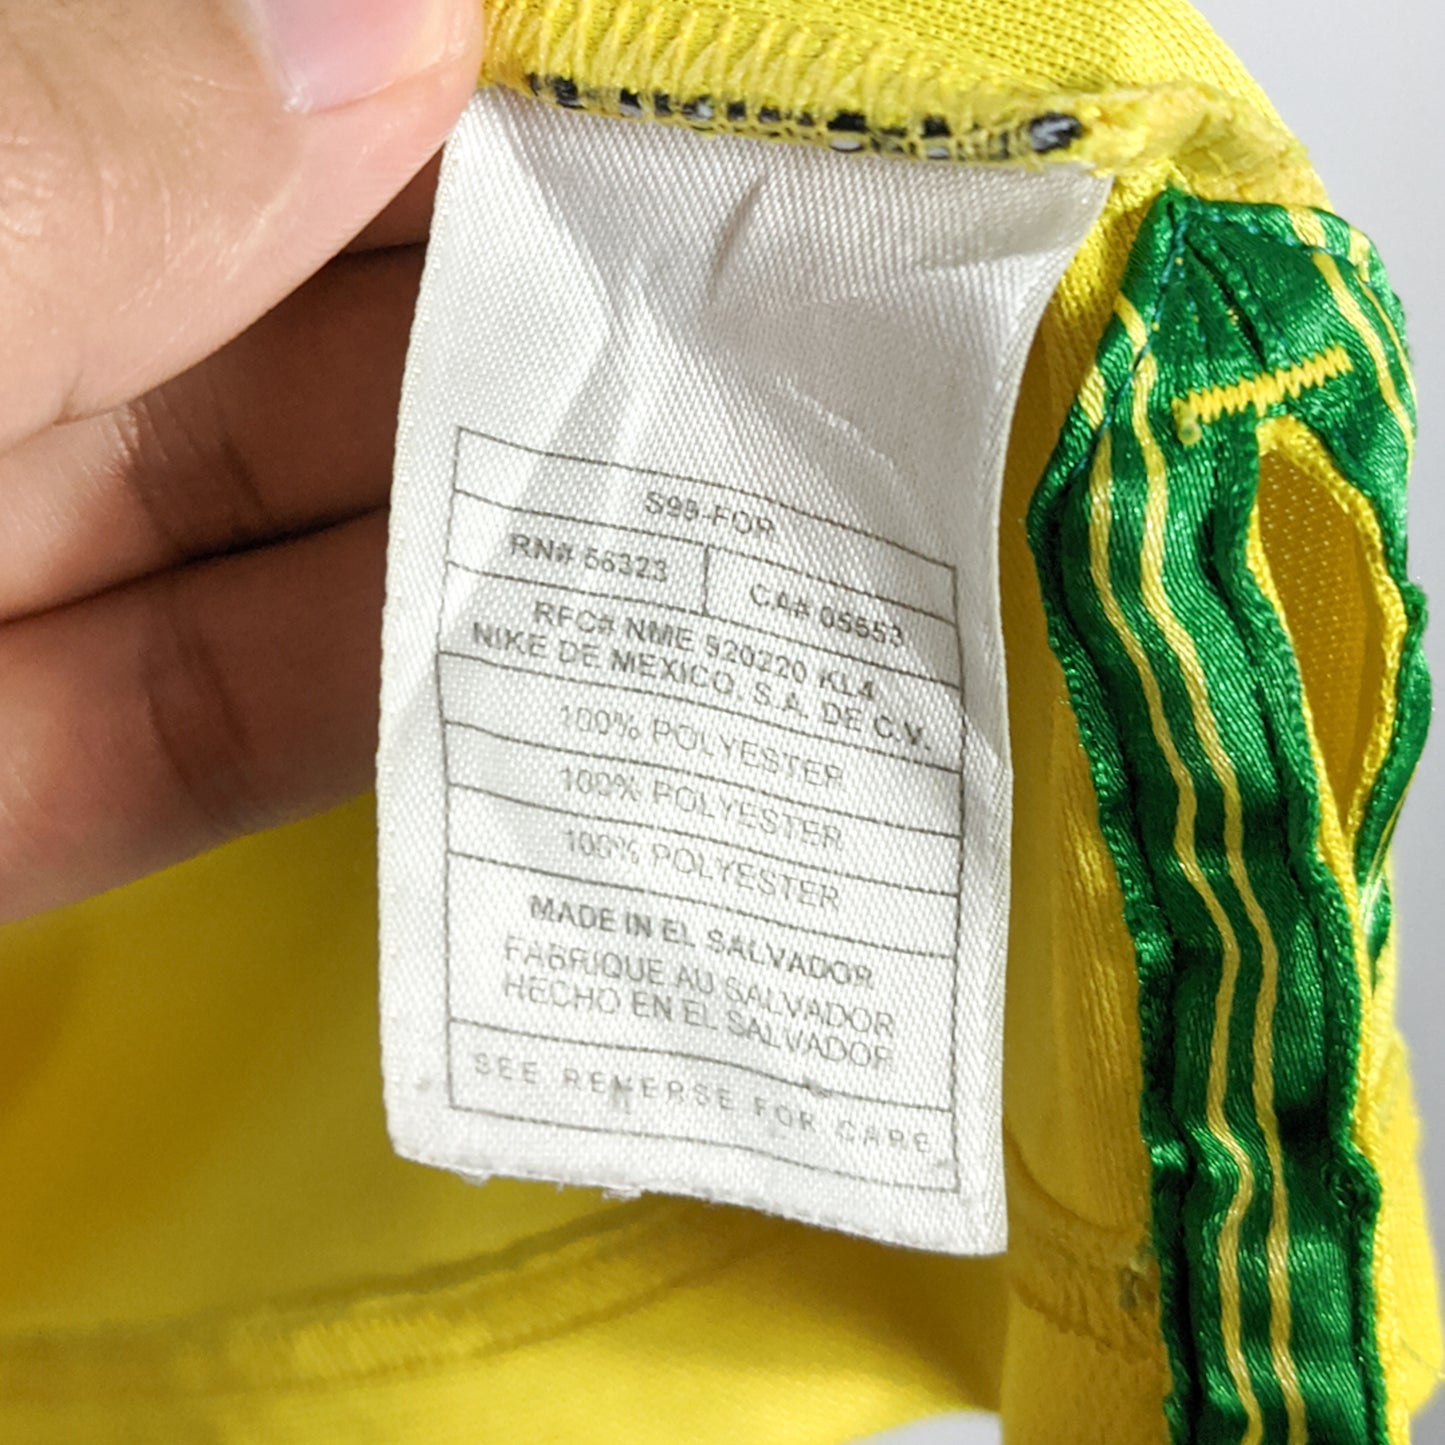 S99-FOR
RN# 56323 CA# 05553
RFC# NME 920220 KL4
NIKE DE MEXICO, S.A. DE C.V.
100% POLYESTER
100% POLYESTER
100% POLYESTER
MADE IN EL SALVADOR
FABRIQUE AU SALVADOR
HECHO EN EL SALVADOR
SEE REVERSE FOR CARE